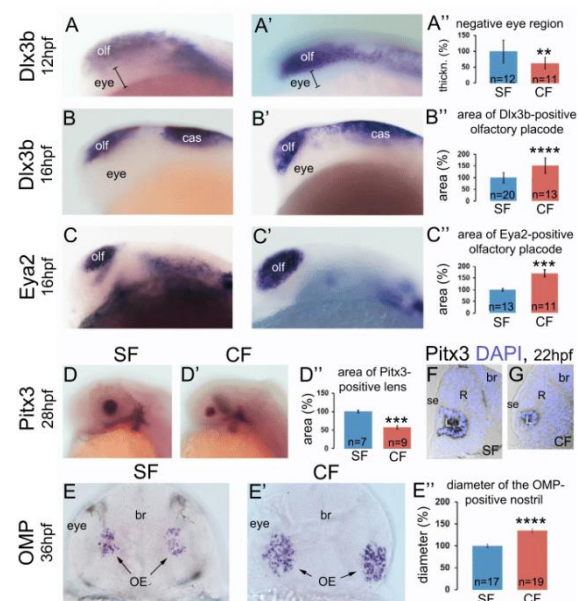 A
A'
A''
negative eye region
Dlx3b
12hpf
olf
eye
olf
eye
thickn. (%)
150
100
50
0
n=12
n=11
**
SF
CF
B
B'
B''
area of Dlx3b-positive
olfactory placode
Dlx3b
16hpf
olf
cas
eye
olf
cas
eye
area (%)
200
150
100
50
0
n=20
n=13
****
SF
CF
C
C'
C''
area of Eya2-positive
olfactory placode
Eya2
16hpf
olf
olf
area (%)
200
150
100
50
0
n=13
n=11
***
SF
CF
SF
CF
Pitx3 DAPI, 22hpf
D
D'
D''
area of Pitx3-
positive lens
Pitx3
28hpf
area (%)
150
100
50
0
n=7
n=9
***
SF
CF
F
br
R
se
SF
G
br
R
se
CF
SF
CF
E
E'
E''
diameter of the OMP-
positive nostril
OMP
36hpf
eye
br
OE
eye
br
OE
diameter (%)
200
150
100
50
0
n=17
n=19
****
SF
CF